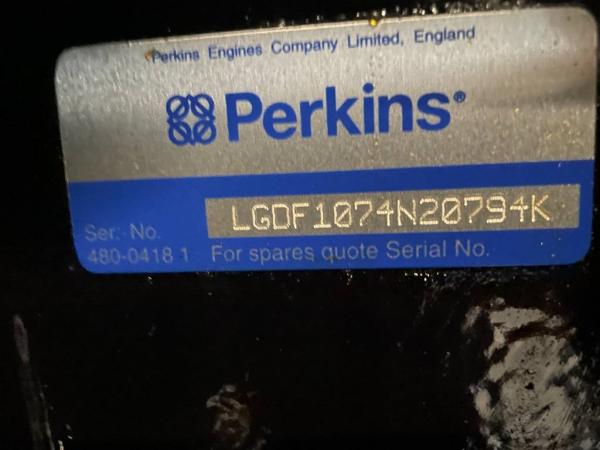 Perkins Engines Company Limited, England
Perkins®
LGDF1074N20794K
Ser. No.
480-0418 1 For spares quote Serial No.